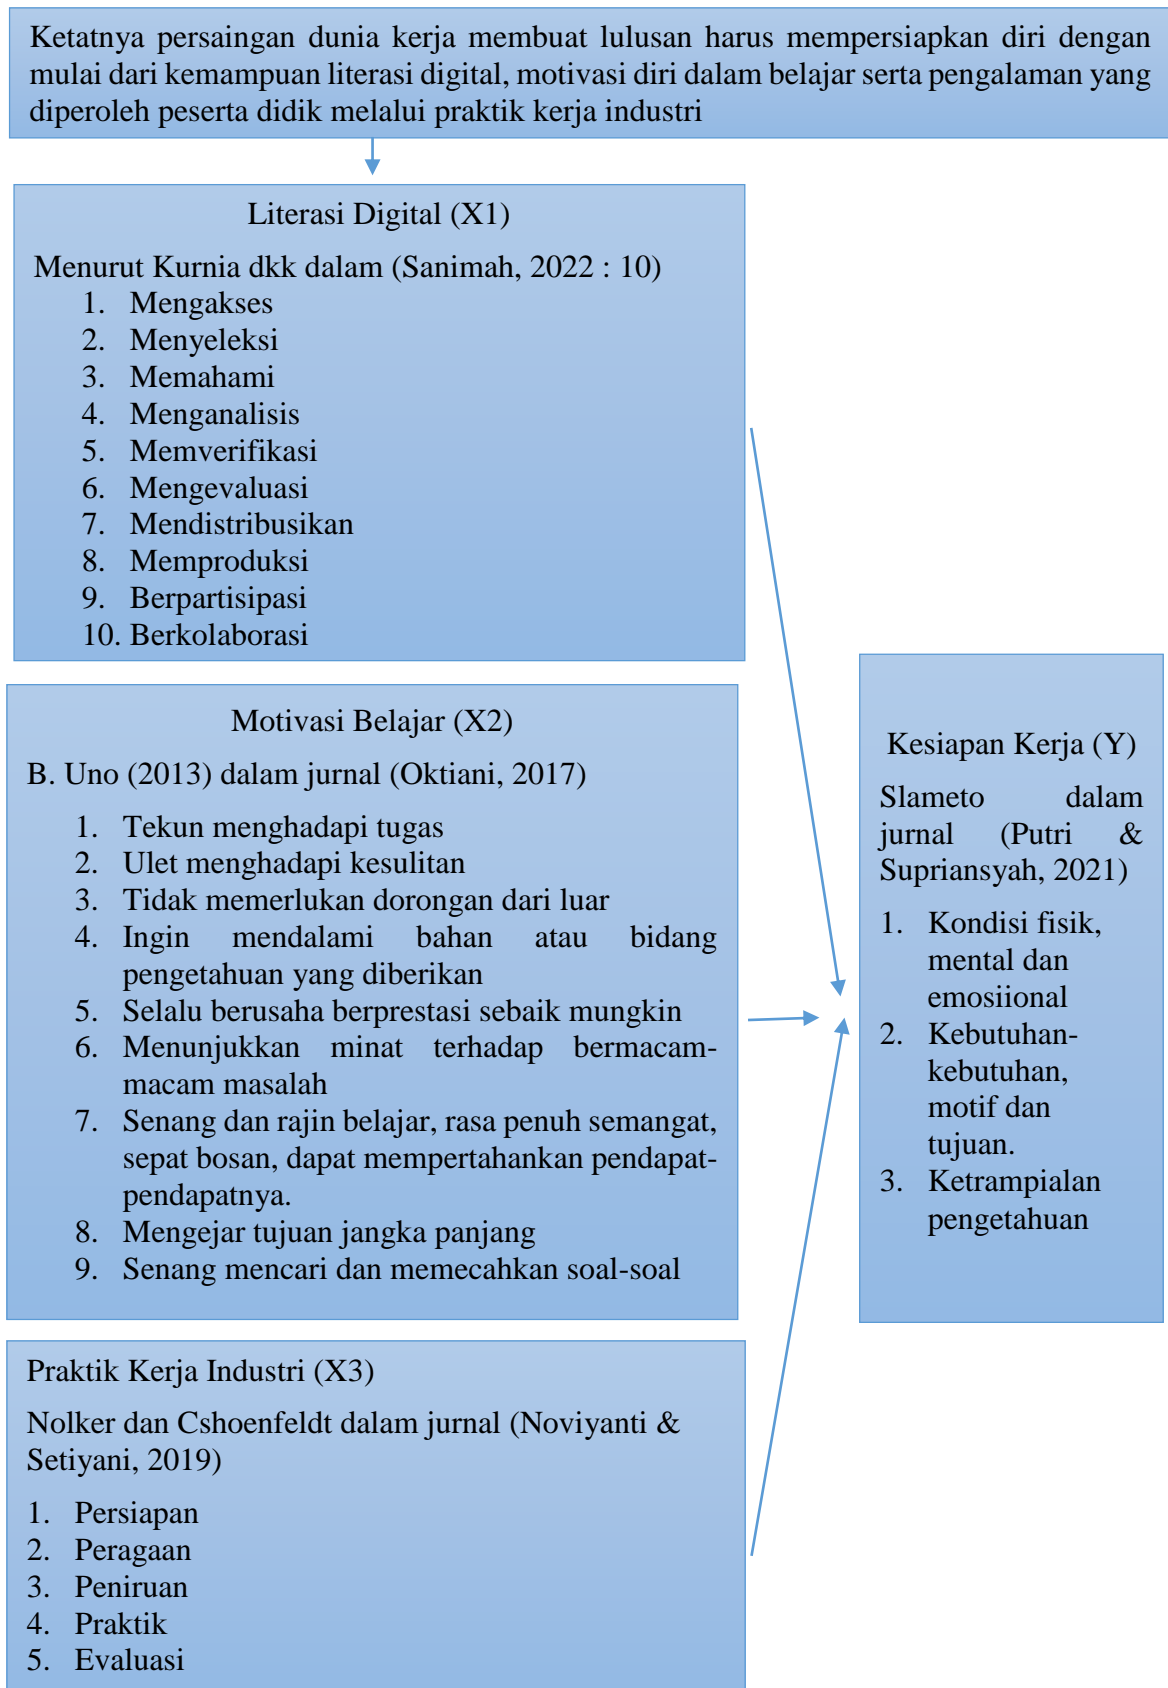 Ketatnya persaingan dunia kerja membuat lulusan harus mempersiapkan diri dengan
mulai dari kemampuan literasi digital, motivasi diri dalam belajar serta pengalaman yang
diperoleh peserta didik melalui praktik kerja industri
Literasi Digital (X1)
Menurut Kurnia dkk dalam (Sanimah, 2022 : 10)
1. Mengakses
2. Menyeleksi
3. Memahami
4. Menganalisis
5. Memverifikasi
6. Mengevaluasi
7. Mendistribusikan
8. Memproduksi
9. Berpartisipasi
10. Berkolaborasi
Motivasi Belajar (X2)
B. Uno (2013) dalam jurnal (Oktiani, 2017)
1. Tekun menghadapi tugas
2. Ulet menghadapi kesulitan
3. Tidak memerlukan dorongan dari luar
4. Ingin mendalami bahan atau bidang
pengetahuan yang diberikan
5. Selalu berusaha berprestasi sebaik mungkin
6. Menunjukkan minat terhadap bermacam-
macam masalah
7. Senang dan rajin belajar, rasa penuh semangat,
sepat bosan, dapat mempertahankan pendapat-
pendapatnya.
8. Mengejar tujuan jangka panjang
9. Senang mencari dan memecahkan soal-soal
Praktik Kerja Industri (X3)
Nolker dan Cshoenfeldt dalam jurnal (Noviyanti &
Setiyani, 2019)
1. Persiapan
2. Peragaan
3. Peniruan
4. Praktik
5. Evaluasi
Kesiapan Kerja (Y)
Slameto dalam
jurnal (Putri &
Supriansyah, 2021)
1. Kondisi fisik,
mental dan
emosiional
2. Kebutuhan-
kebutuhan,
motif dan
tujuan.
3. Ketrampialan
pengetahuan